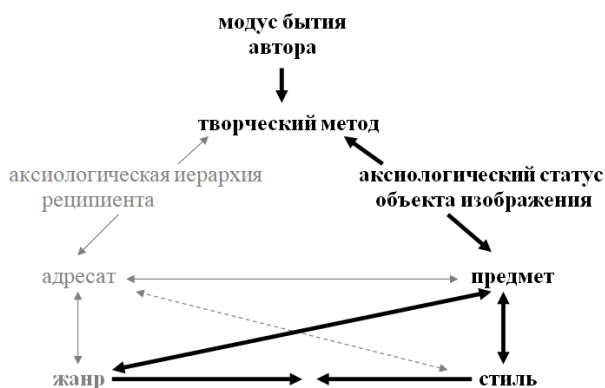 модус бытия
автора
творческий метод
аксиологическая иерархия
реципиента
аксиологический статус
объекта изображения
адресат
предмет
жанр
стиль